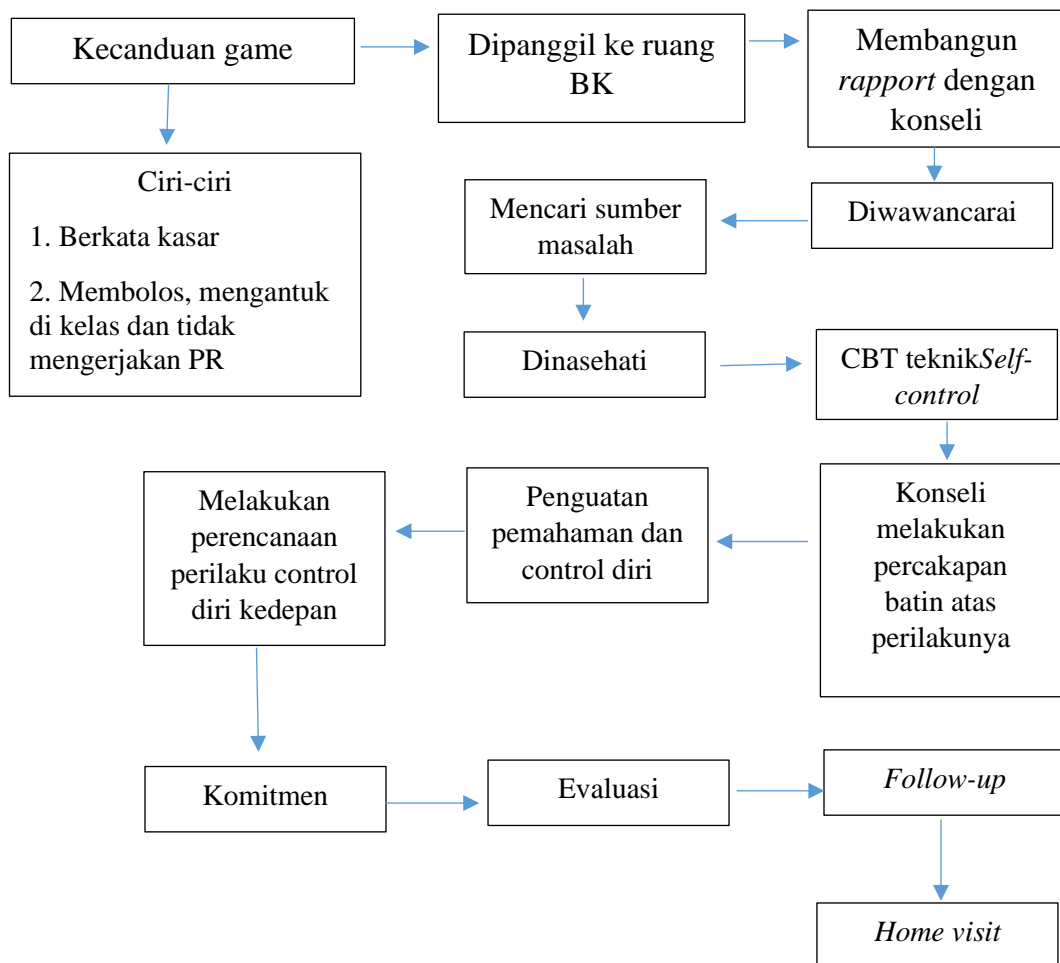 Kecanduan game
Dipanggil ke ruang
BK
Membangun
rapport dengan
konseli
Ciri-ciri
1. Berkata kasar
2. Membolos, mengantuk
di kelas dan tidak
mengerjakan PR
Diwawancarai
Mencari sumber
masalah
Dinasehati
CBT teknikSelf-
control
Konseli
melakukan
percakapan
batin atas
perilakunya
Penguatan
pemahaman dan
control diri
Melakukan
perencanaan
perilaku control
diri kedepan
Komitmen
Evaluasi
Follow-up
Home visit